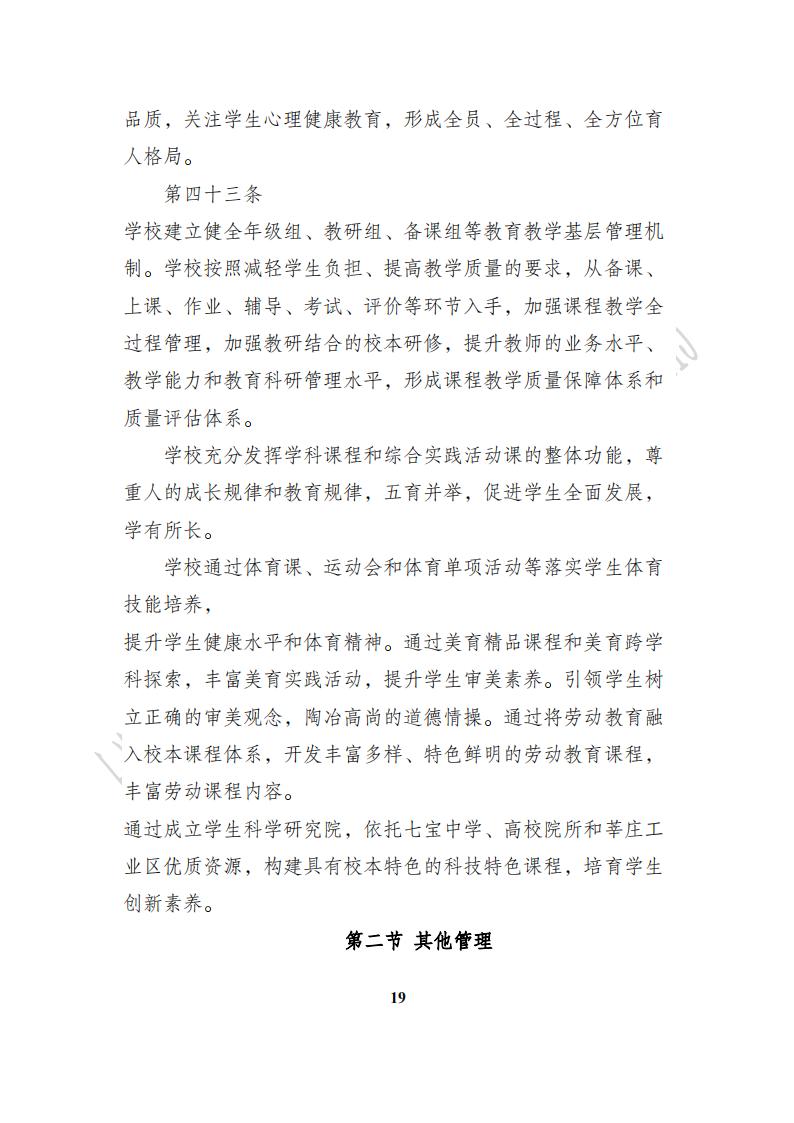 品质，关注学生心理健康教育，形成全员、全过程、全方位育
人格局。
第四十三条
学校建立健全年级组、教研组、备课组等教育教学基层管理机
制。学校按照减轻学生负担、提高教学质量的要求，从备课、
上课、作业、辅导、考试、评价等环节入手，加强课程教学全
过程管理，加强教研结合的校本研修，提升教师的业务水平、
教学能力和教育科研管理水平，形成课程教学质量保障体系和
质量评估体系。
学校充分发挥学科课程和综合实践活动课的整体功能，尊
重人的成长规律和教育规律，五育并举，促进学生全面发展，
学有所长。
学校通过体育课、运动会和体育单项活动等落实学生体育
技能培养，
提升学生健康水平和体育精神。通过美育精品课程和美育跨学
科探索，丰富美育实践活动，提升学生审美素养。引领学生树
立正确的审美观念，陶冶高尚的道德情操。通过将劳动教育融
入校本课程体系，开发丰富多样、特色鲜明的劳动教育课程，
丰富劳动课程内容。
通过成立学生科学研究院，依托七宝中学、高校院所和莘庄工
业区优质资源，构建具有校本特色的科技特色课程，培育学生
创新素养。
第二节 其他管理
19